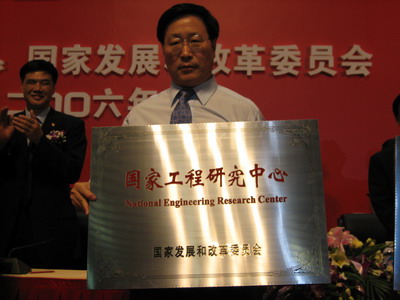 国家发展和改革委员会
二〇〇六年
国家工程研究中心
National Engineering Research Center
国家发展和改革委员会